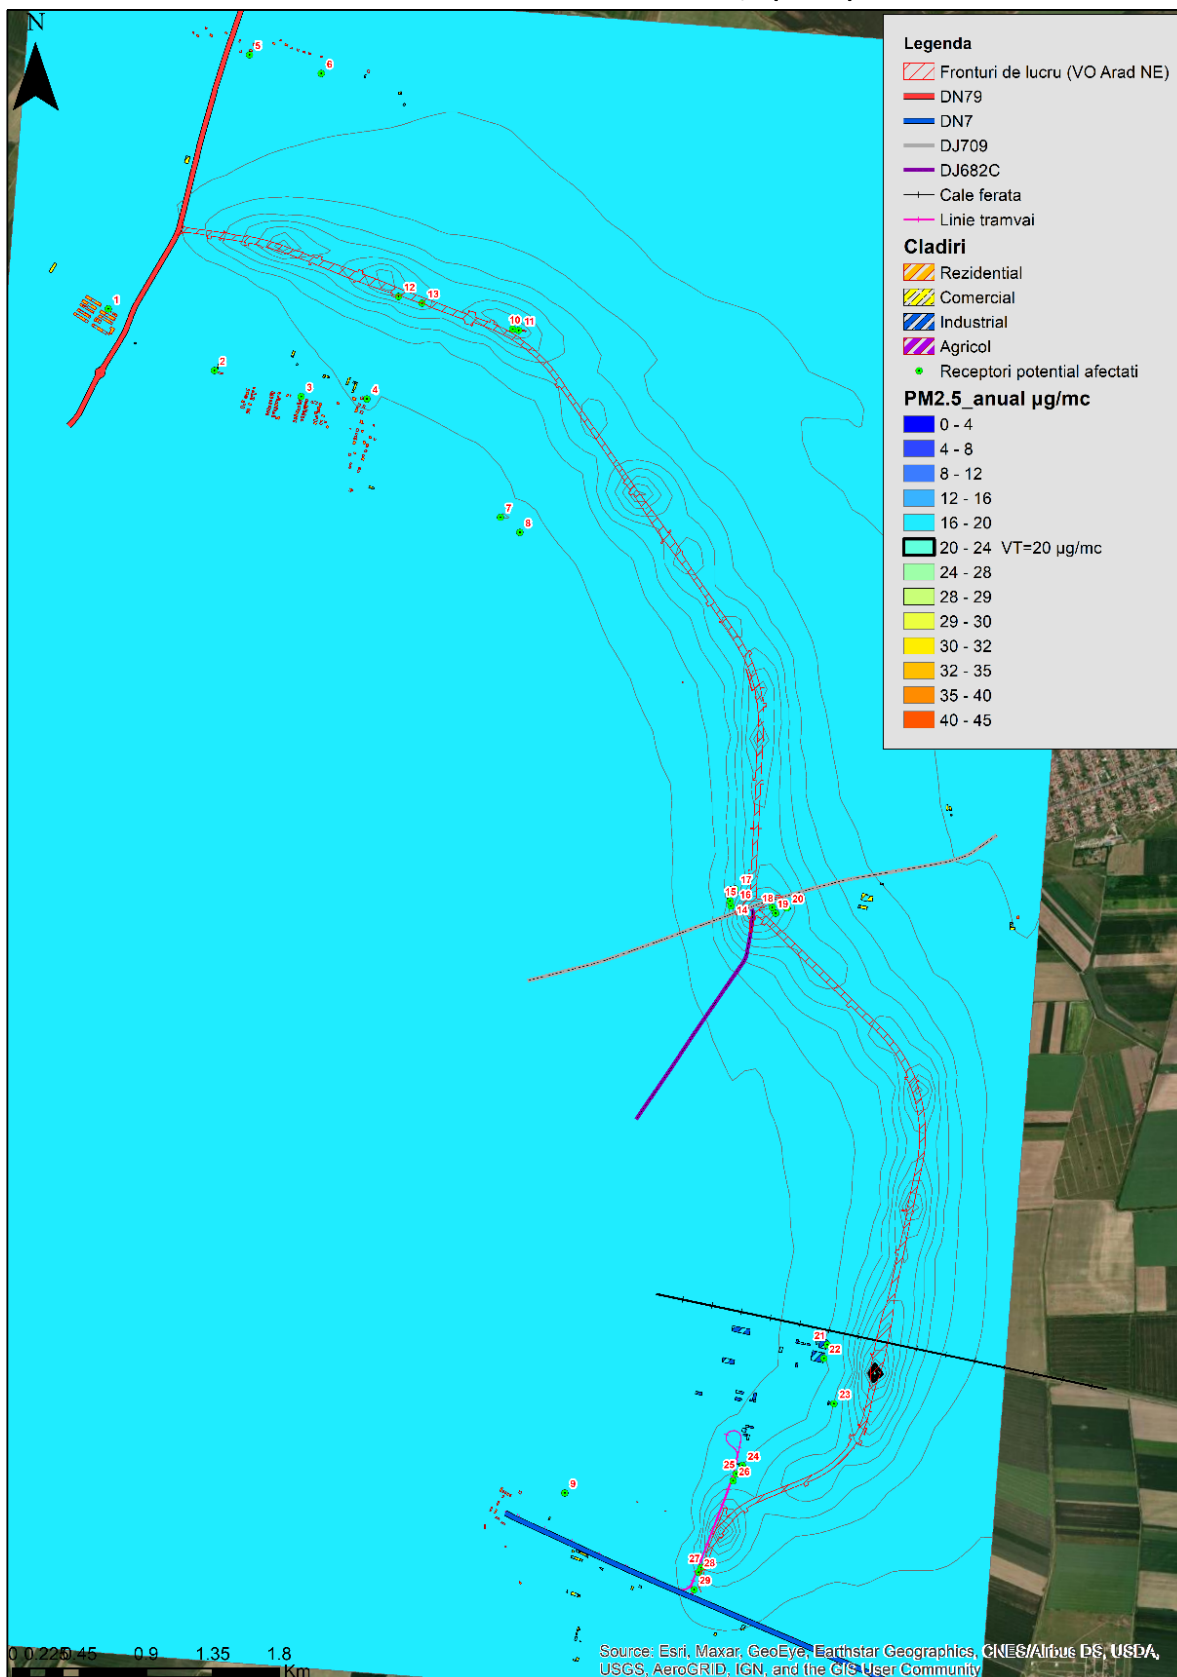 N
Legenda
Fronturi de lucru (VO Arad NE)
DN79
DN7
DJ709
DJ682C
Cale ferata
Linie tramvai
Cladiri
Rezidential
Comercial
Industrial
Agricol
Receptori potential afectati
PM2.5_anual µg/mc
0 - 4
4 - 8
8 - 12
12 - 16
16 - 20
20 - 24 VT=20 µg/mc
24 - 28
28 - 29
29 - 30
30 - 32
32 - 35
35 - 40
40 - 45
5
6
1
12
13
10
11
2
3
4
7
8
17
15
16
18
20
14
19
21
22
23
24
25
26
9
27
28
29
0 0.225 0.45 0.9 1.35 1.8
Km
Source: Esri, Maxar, GeoEye, Earthstar Geographics, CNES/Airbus DS, USDA,
USGS, AeroGRID, IGN, and the GIS User Community